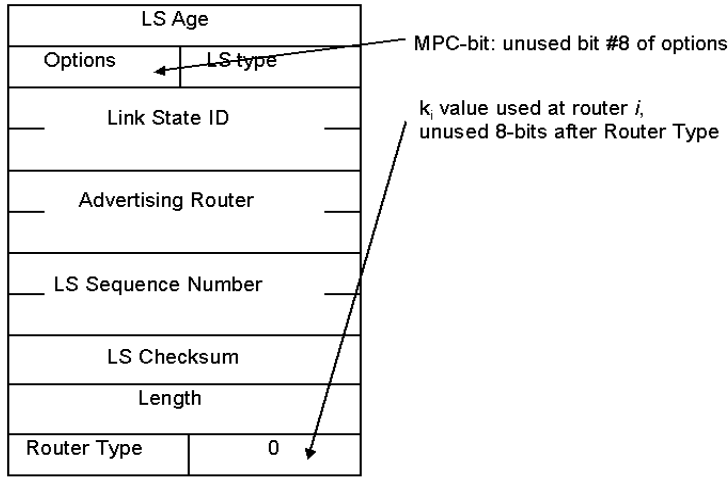 LS Age
Options LS type
MPC-bit: unused bit #8 of options
Link State ID
kᵢ value used at router i,
unused 8-bits after Router Type
Advertising Router
LS Sequence Number
LS Checksum
Length
Router Type 0